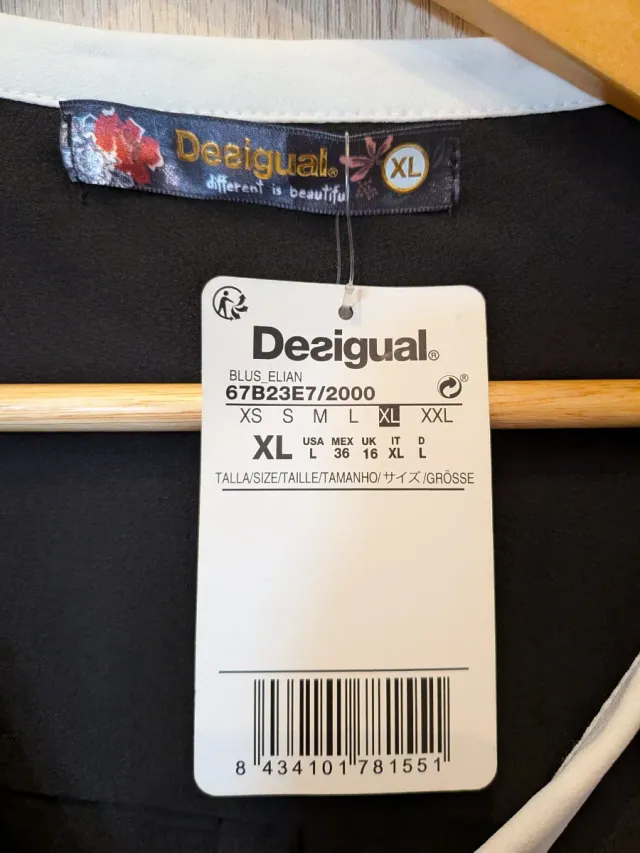 Desigual®
different is beautiful
XL
Desigual®
BLUS_ELIAN
67B23E7/2000
®
XS S M L XL XXL
XL USA L MEX 36 UK 16 IT XL D L
TALLA/SIZE/TAILLE/TAMANHO/サイズ/GRÖSSE
8 434101 781551